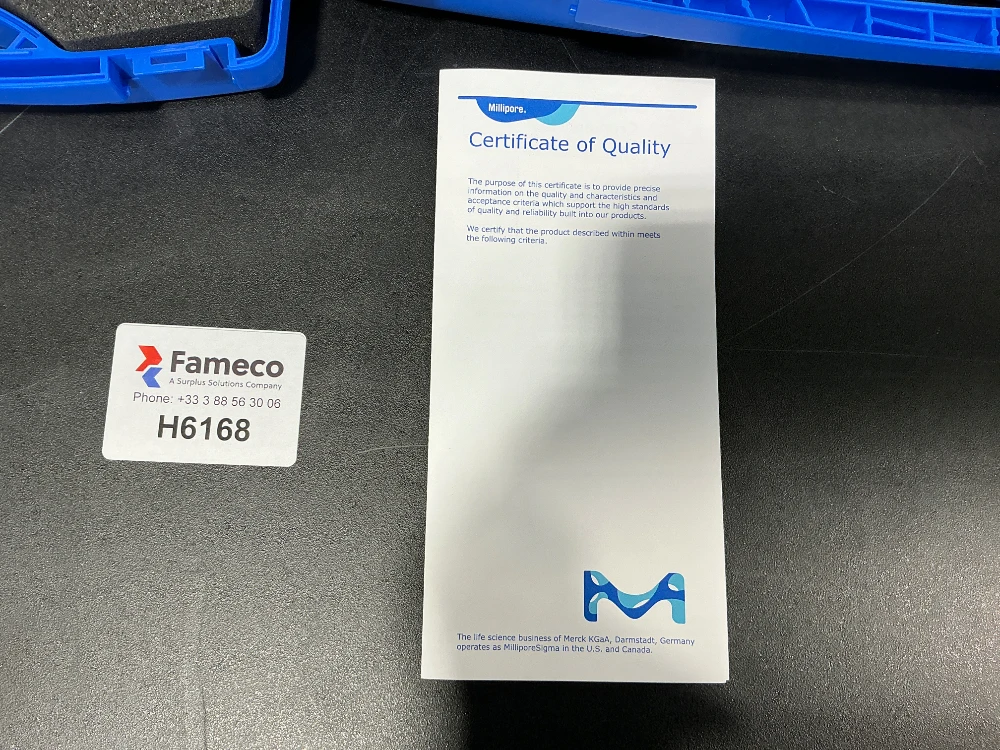 Millipore.
Certificate of Quality
The purpose of this certificate is to provide precise
information on the quality and characteristics and
acceptance criteria which support the high standards
of quality and reliability built into our products.
We certify that the product described within meets
the following criteria.
Fameco
A Surplus Solutions Company
Phone: +33 3 88 56 30 06
H6168
The life science business of Merck KGaA, Darmstadt, Germany
operates as MilliporeSigma in the U.S. and Canada.